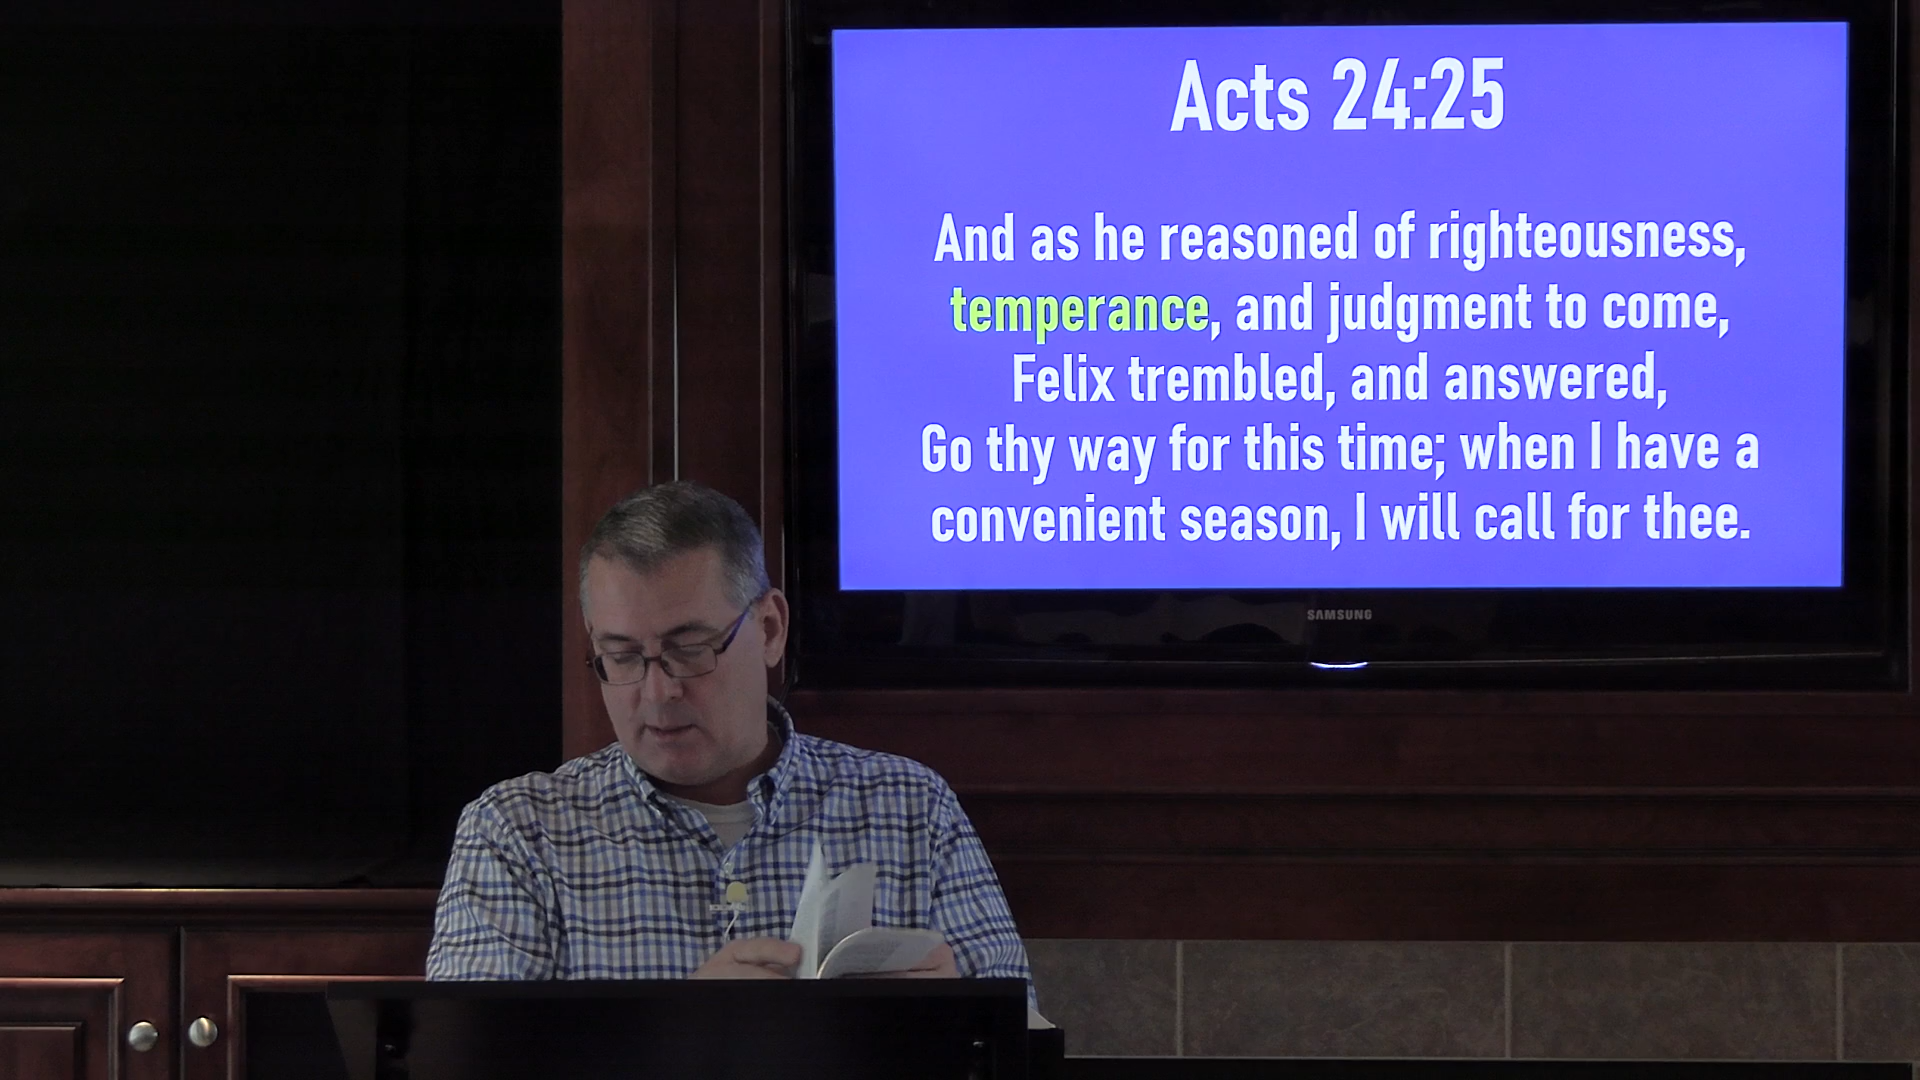 Acts 24:25
And as he reasoned of righteousness,
temperance, and judgment to come,
Felix trembled, and answered,
Go thy way for this time; when I have a
convenient season, I will call for thee.
SAMSUNG